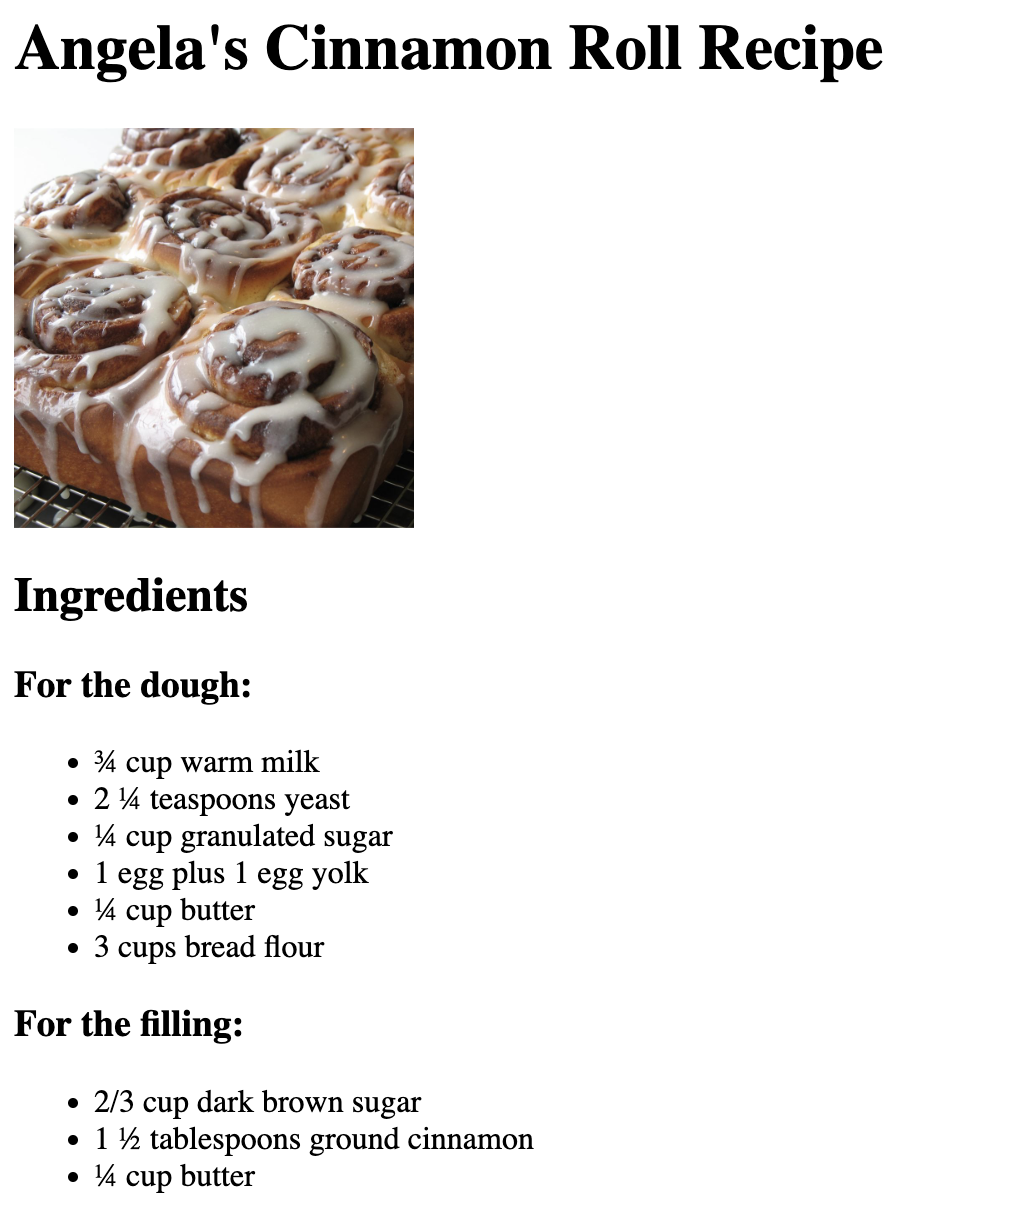 Angela's Cinnamon Roll Recipe
Ingredients
For the dough:
• ¾ cup warm milk
• 2 ¼ teaspoons yeast
• ¼ cup granulated sugar
• 1 egg plus 1 egg yolk
• ¼ cup butter
• 3 cups bread flour
For the filling:
• 2/3 cup dark brown sugar
• 1 ½ tablespoons ground cinnamon
• ¼ cup butter